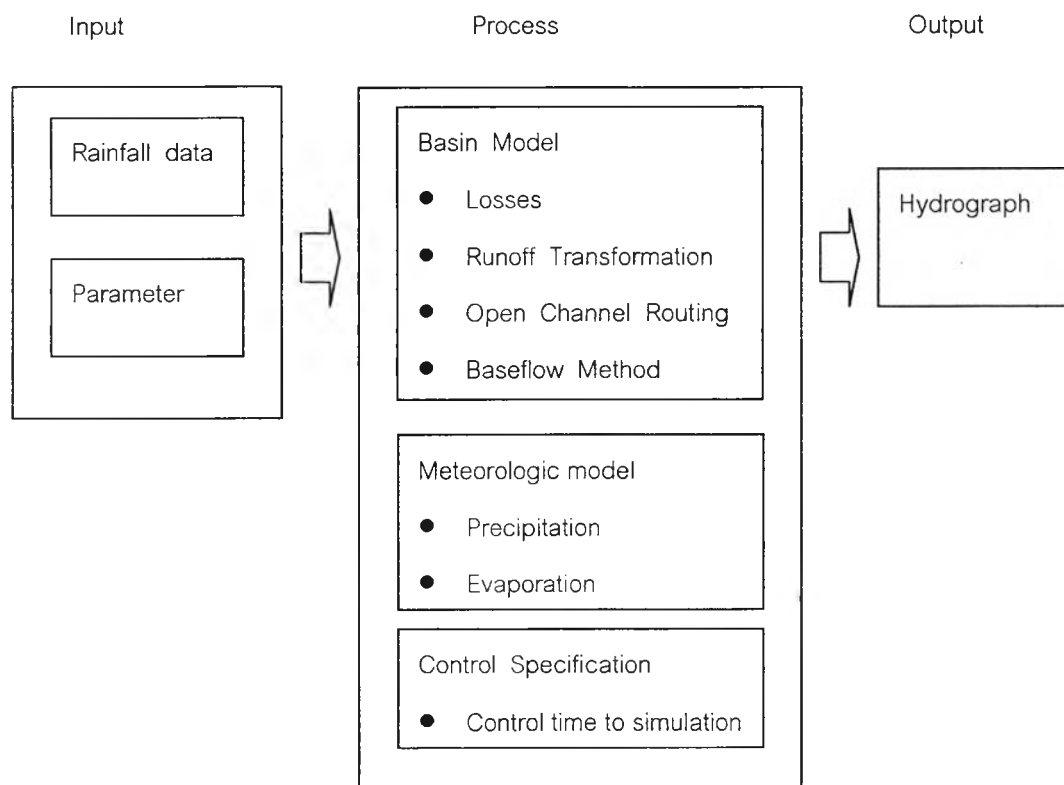 Input
Process
Output
Rainfall data
Parameter
Basin Model
● Losses
● Runoff Transformation
● Open Channel Routing
● Baseflow Method
Meteorologic model
● Precipitation
● Evaporation
Control Specification
● Control time to simulation
Hydrograph